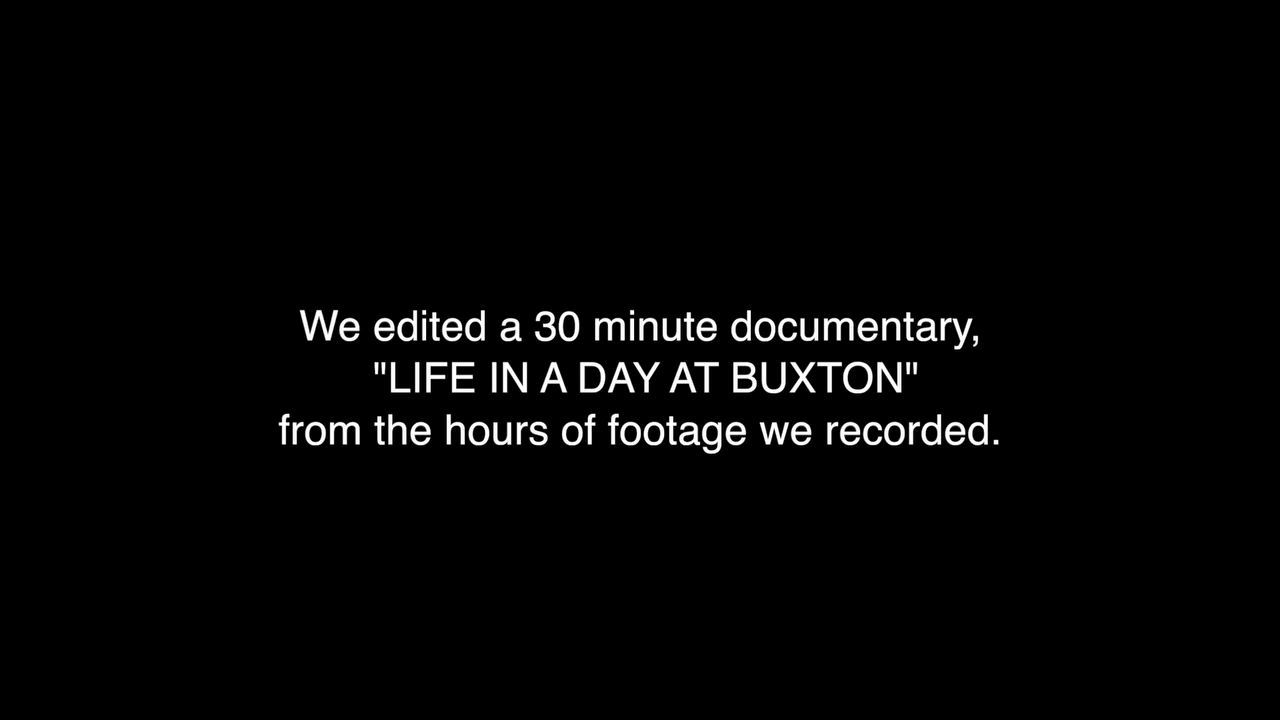 We edited a 30 minute documentary,
"LIFE IN A DAY AT BUXTON"
from the hours of footage we recorded.